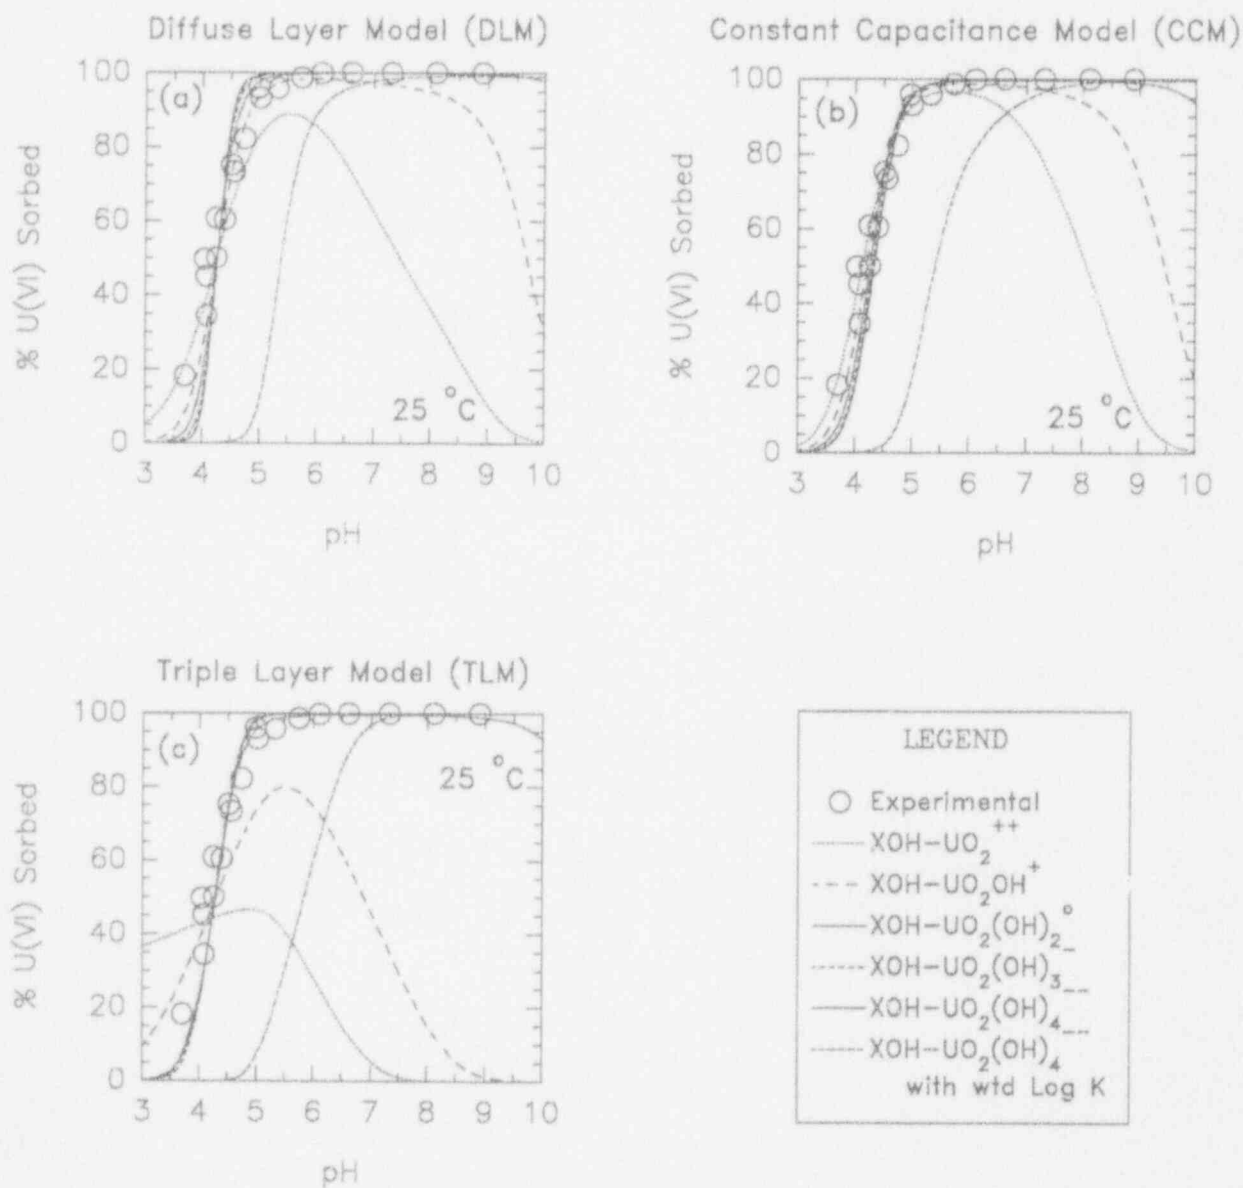 Diffuse Layer Model (DLM)
% U(VI) Sorbed
100
80
60
40
20
0
(a)
25 °C
3 4 5 6 7 8 9 10
pH
Constant Capacitance Model (CCM)
% U(VI) Sorbed
100
80
60
40
20
0
(b)
25 °C
3 4 5 6 7 8 9 10
pH
Triple Layer Model (TLM)
% U(VI) Sorbed
100
80
60
40
20
0
(c)
25 °C
3 4 5 6 7 8 9 10
pH
LEGEND
Experimental
XOH-UO2++
XOH-UO2OH+
XOH-UO2(OH)2°
XOH-UO2(OH)3-
XOH-UO2(OH)4--
XOH-UO2(OH)4--
with wtd Log K